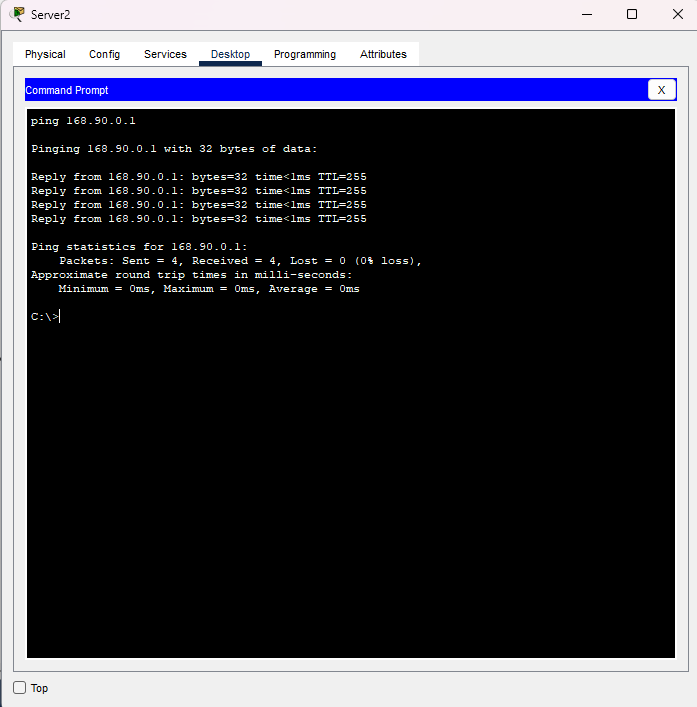 Server2
Physical Config Services Desktop Programming Attributes
Command Prompt X
ping 168.90.0.1
Pinging 168.90.0.1 with 32 bytes of data:
Reply from 168.90.0.1: bytes=32 time<1ms TTL=255
Reply from 168.90.0.1: bytes=32 time<1ms TTL=255
Reply from 168.90.0.1: bytes=32 time<1ms TTL=255
Reply from 168.90.0.1: bytes=32 time<1ms TTL=255
Ping statistics for 168.90.0.1:
Packets: Sent = 4, Received = 4, Lost = 0 (0% loss),
Approximate round trip times in milli-seconds:
Minimum = 0ms, Maximum = 0ms, Average = 0ms
C:\>
Top